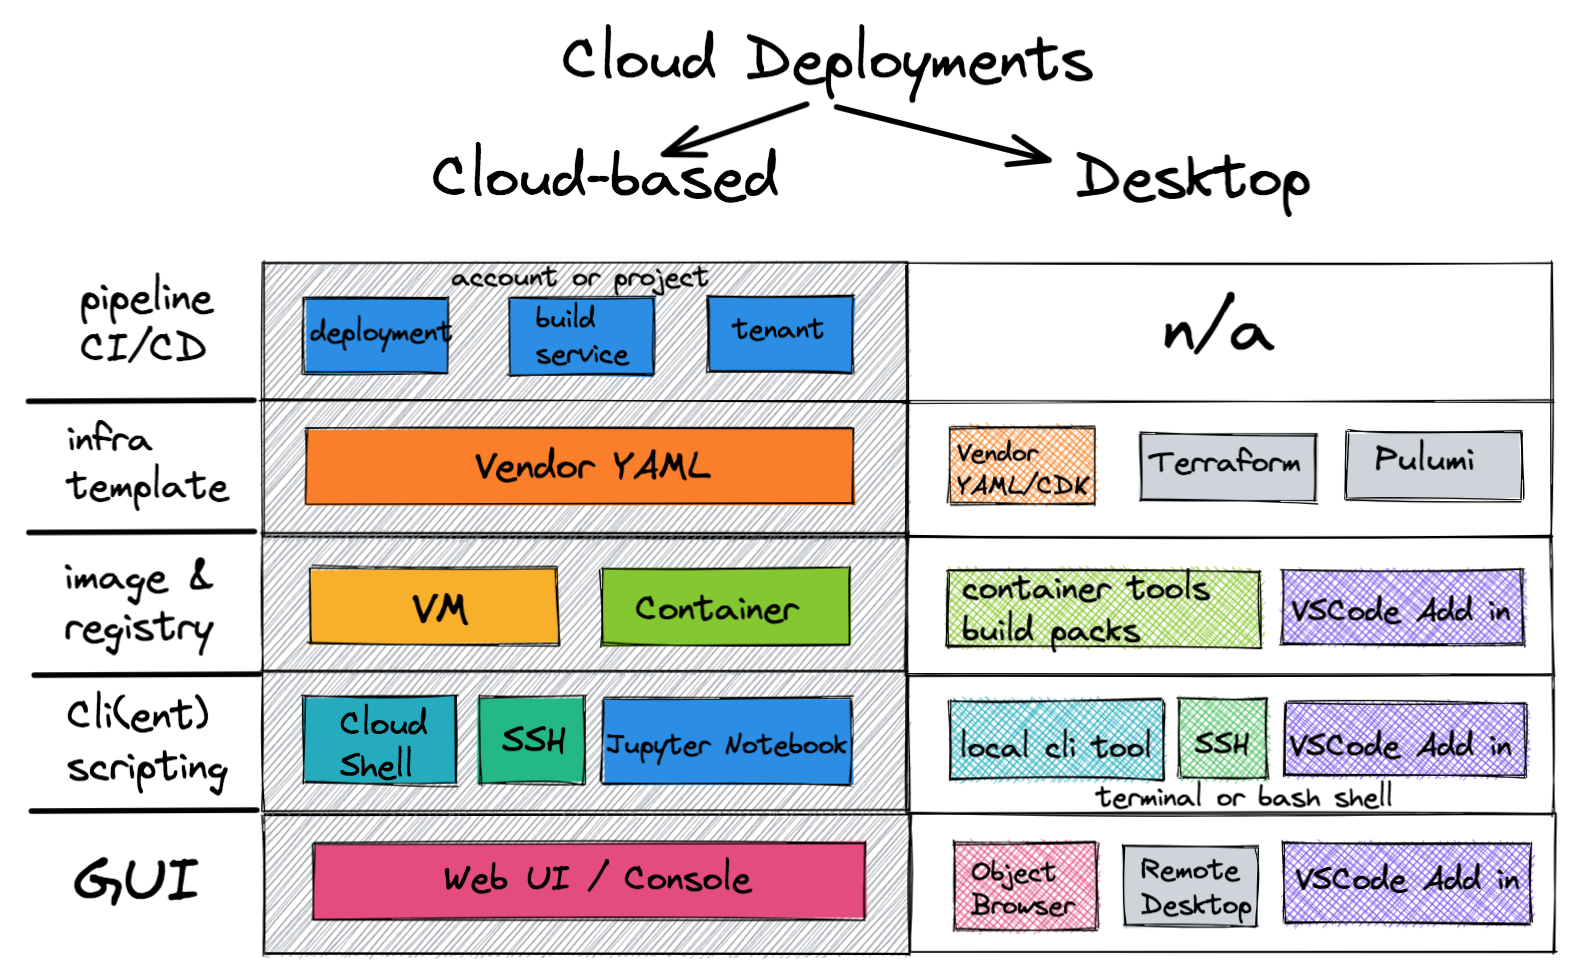 Cloud Deployments
Cloud-based
Desktop
pipeline
CI/CD
account or project
deployment
build
service
tenant
n/a
infra
template
Vendor YAML
Vendor
YAML/CDK
Terraform
Pulumi
image &
registry
VM
Container
container tools
build packs
VSCode Add in
Cli(ent)
scripting
Cloud
Shell
SSH
Jupyter Notebook
local cli tool
SSH
VSCode Add in
terminal or bash shell
GUI
Web UI / Console
Object
Browser
Remote
Desktop
VSCode Add in